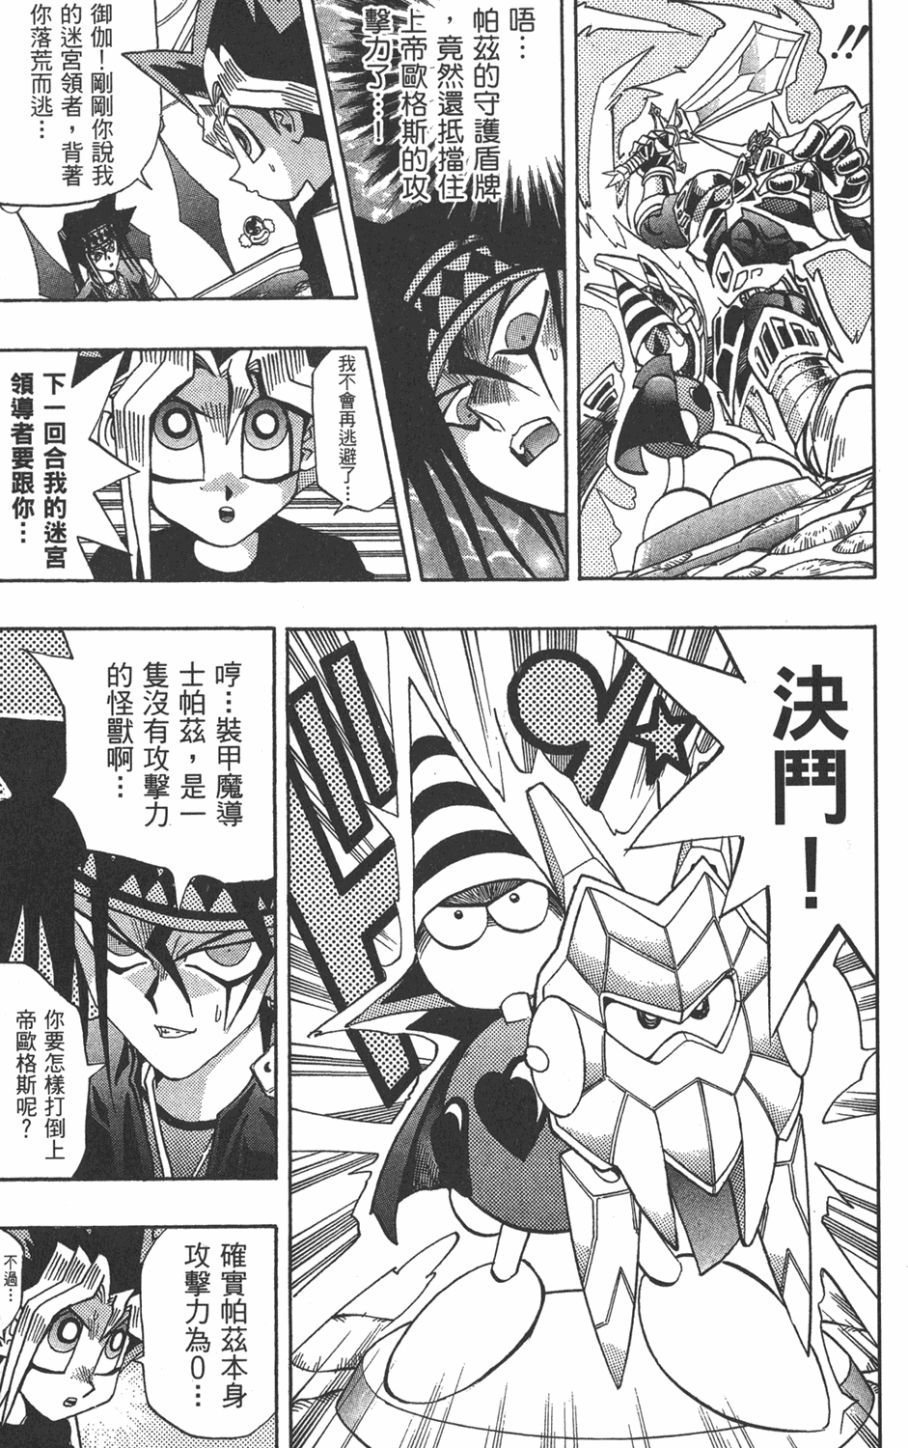 !!
唔…
帕茲的守護盾牌
，竟然還抵擋住
上帝歐格斯的攻
擊力了…！
御伽！剛剛你說我
的迷宮領者，背著
你落荒而逃…
我不會再逃避了…
下一回合我的迷宮
領導者要跟你…
決鬥！
哼…裝甲魔導
士帕茲，是一
隻沒有攻擊力
的怪獸啊…
你要怎樣打倒上
帝歐格斯呢？
確實帕茲本身
攻擊力為0…
不過…